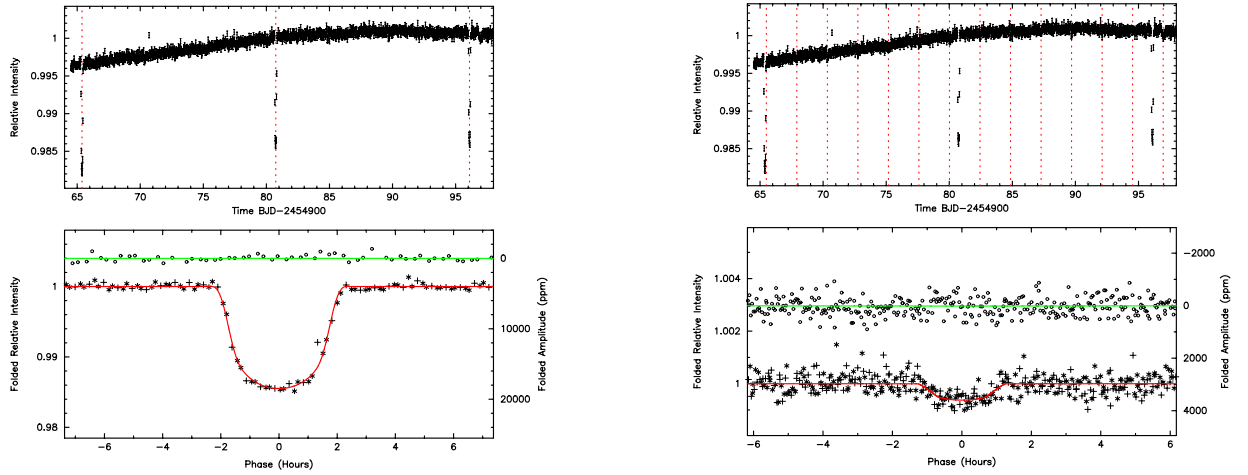 1
0.995
0.99
0.985
Relative Intensity
65 70 75 80 85 90 95
Time BJD−2454900
1
0.99
0.98
Folded Relative Intensity
0
10000
20000
Folded Amplitude (ppm)
−6 −4 −2 0 2 4 6
Phase (Hours)
1
0.995
0.99
0.985
Relative Intensity
65 70 75 80 85 90 95
Time BJD−2454900
1.004
1.002
1
Folded Relative Intensity
−2000
0
2000
4000
Folded Amplitude (ppm)
−6 −4 −2 0 2 4 6
Phase (Hours)